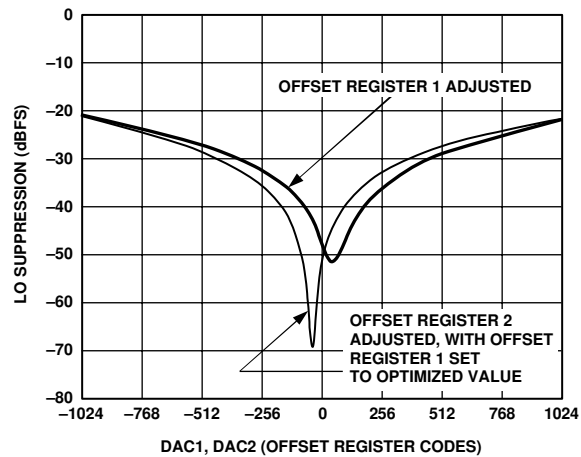 0
–10
–20
–30
–40
–50
–60
–70
–80
LO SUPPRESSION (dBFS)
OFFSET REGISTER 1 ADJUSTED
OFFSET REGISTER 2
ADJUSTED, WITH OFFSET
REGISTER 1 SET
TO OPTIMIZED VALUE
–1024 –768 –512 –256 0 256 512 768 1024
DAC1, DAC2 (OFFSET REGISTER CODES)